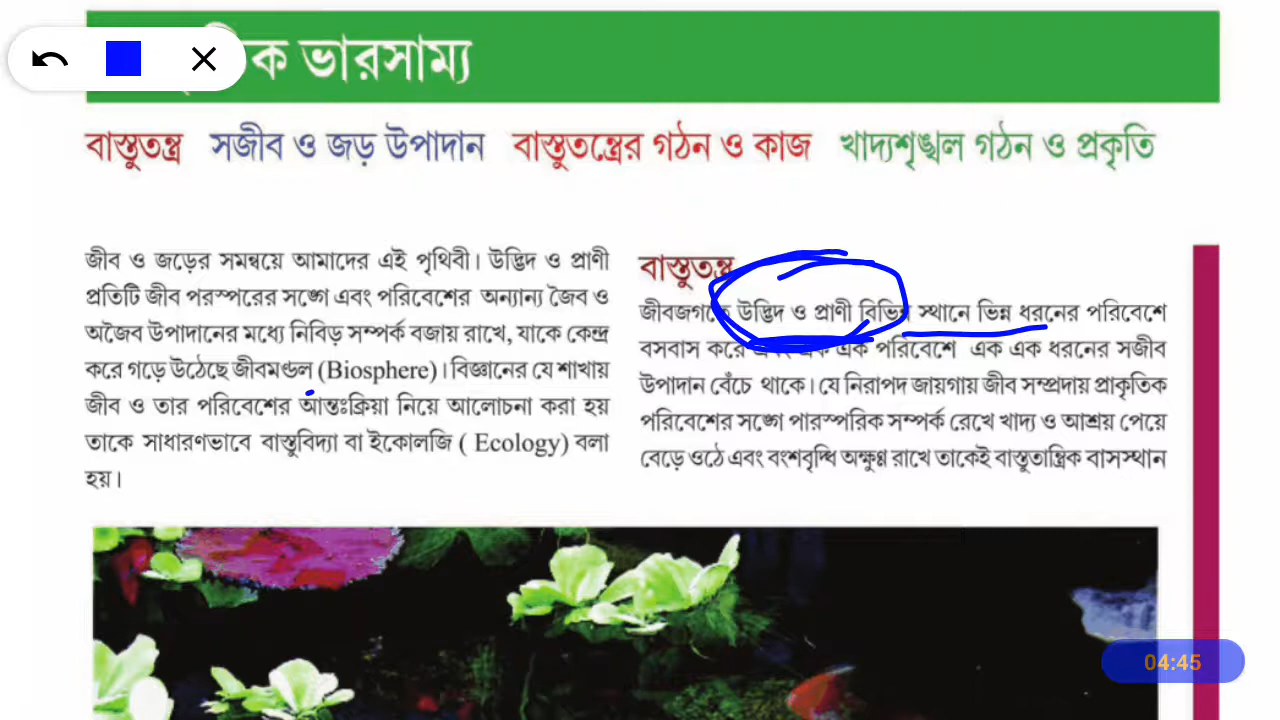 ভারসাম্য
বাস্তুতন্ত্র সজীব ও জড় উপাদান বাস্তুতন্ত্রের গঠন ও কাজ খাদ্যশৃঙ্খল গঠন ও প্রকৃতি
জীব ও জড়ের সমন্বয়ে আমাদের এই পৃথিবী। উদ্ভিদ ও প্রাণী
প্রতিটি জীব পরস্পরের সঙ্গে এবং পরিবেশের অন্যান্য জৈব ও
অজৈব উপাদানের মধ্যে নিবিড় সম্পর্ক বজায় রাখে, যাকে কেন্দ্র
করে গড়ে উঠেছে জীবমণ্ডল (Biosphere)। বিজ্ঞানের যে শাখায়
জীব ও তার পরিবেশের আন্তঃক্রিয়া নিয়ে আলোচনা করা হয়
তাকে সাধারণভাবে বাস্তুবিদ্যা বা ইকোলজি ( Ecology) বলা
হয়।
বাস্তুতন্ত্র
জীবজগতে উদ্ভিদ ও প্রাণী বিভিন্ন স্থানে ভিন্ন ধরনের পরিবেশে
বসবাস করে এবং এক এক পরিবেশে এক এক ধরনের সজীব
উপাদান বেঁচে থাকে। যে নিরাপদ জায়গায় জীব সম্প্রদায় প্রাকৃতিক
পরিবেশের সঙ্গে পারস্পরিক সম্পর্ক রেখে খাদ্য ও আশ্রয় পেয়ে
বেড়ে ওঠে এবং বংশবৃদ্ধি অক্ষুণ্ণ রাখে তাকেই বাস্তুতান্ত্রিক বাসস্থান
04:45